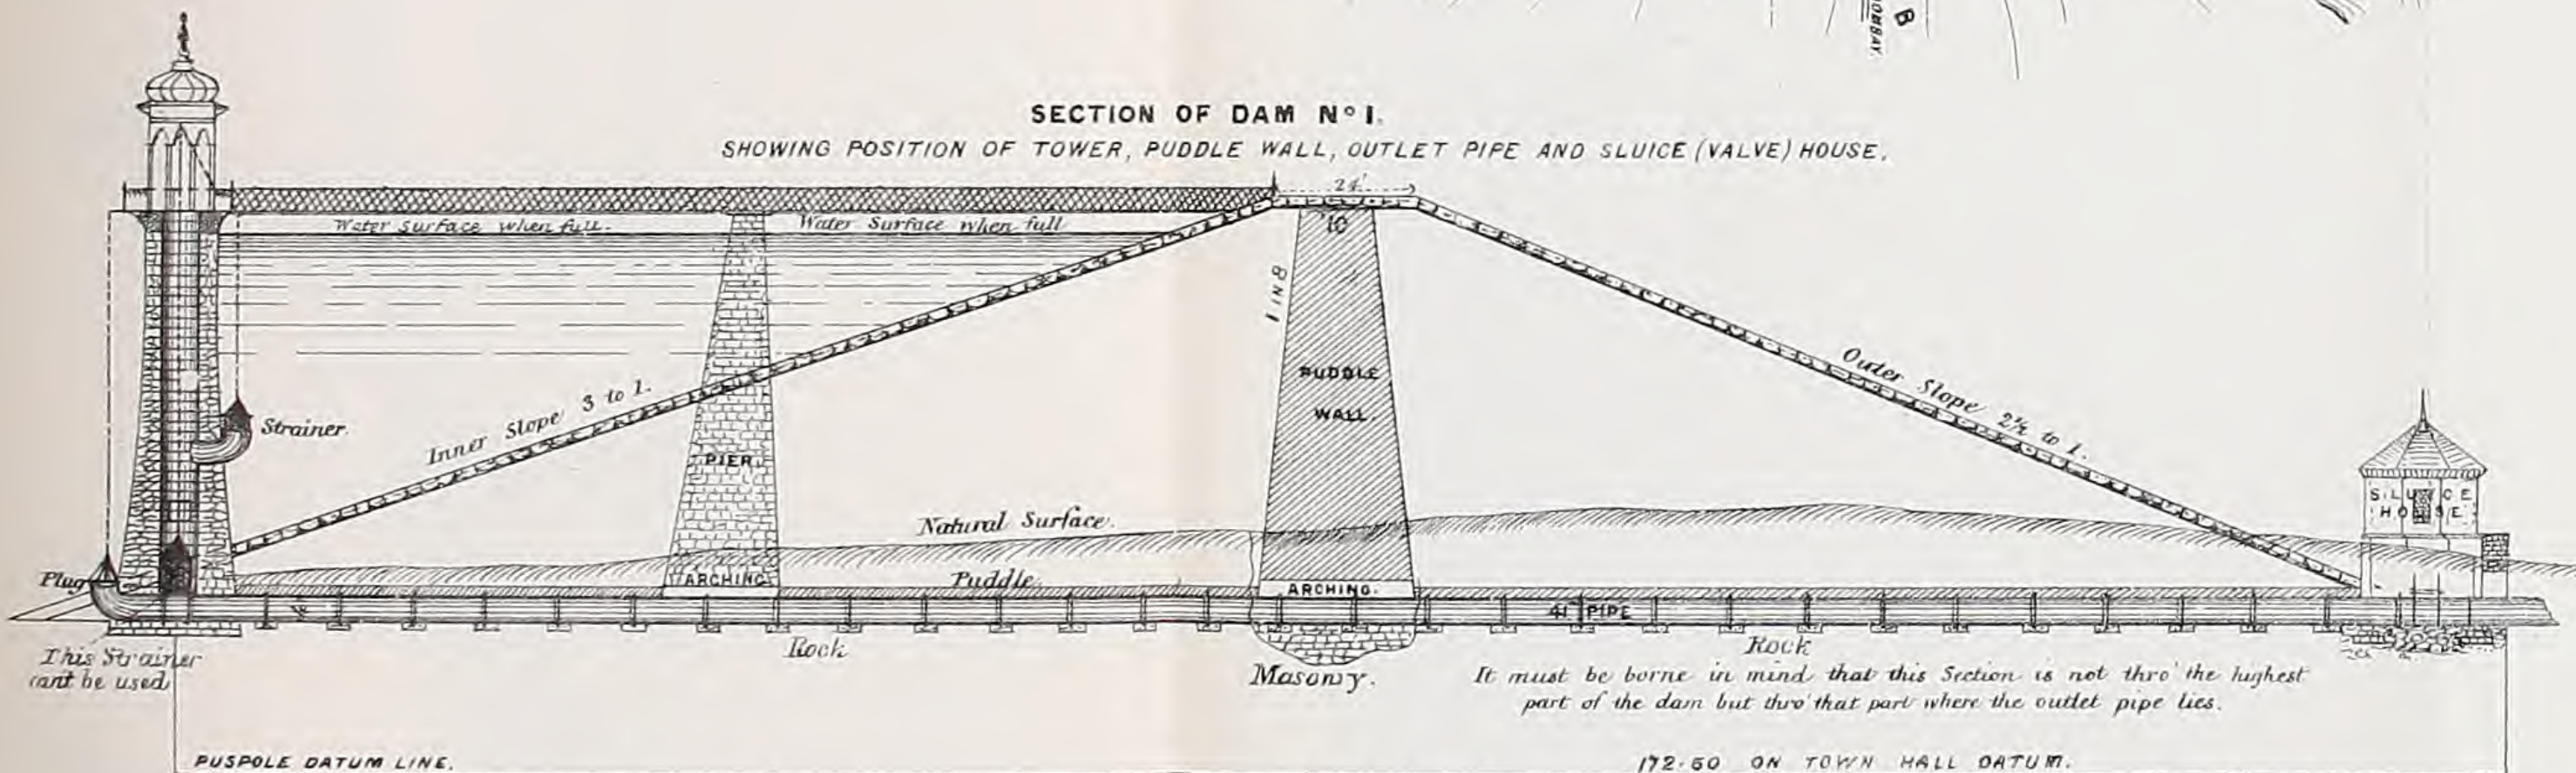 B
BOMBAY.
SECTION OF DAM No 1.
SHOWING POSITION OF TOWER, PUDDLE WALL, OUTLET PIPE AND SLUICE (VALVE) HOUSE.
24'
Water Surface when full.
Water Surface when full
10'
1 IN 8
PUDDLE
WALL.
Outer Slope 2½ to 1.
Inner Slope 3 to 1.
Strainer.
PIER.
SLUICE
HOUSE.
Natural Surface.
Plug
ARCHING
Puddle.
ARCHING.
41" PIPE
Rock
Rock
This Strainer
cant be used
Masonry.
It must be borne in mind that this Section is not thro' the highest
part of the dam but thro' that part where the outlet pipe lies.
PUSPOLE DATUM LINE.
172·60 ON TOWN HALL DATUM.